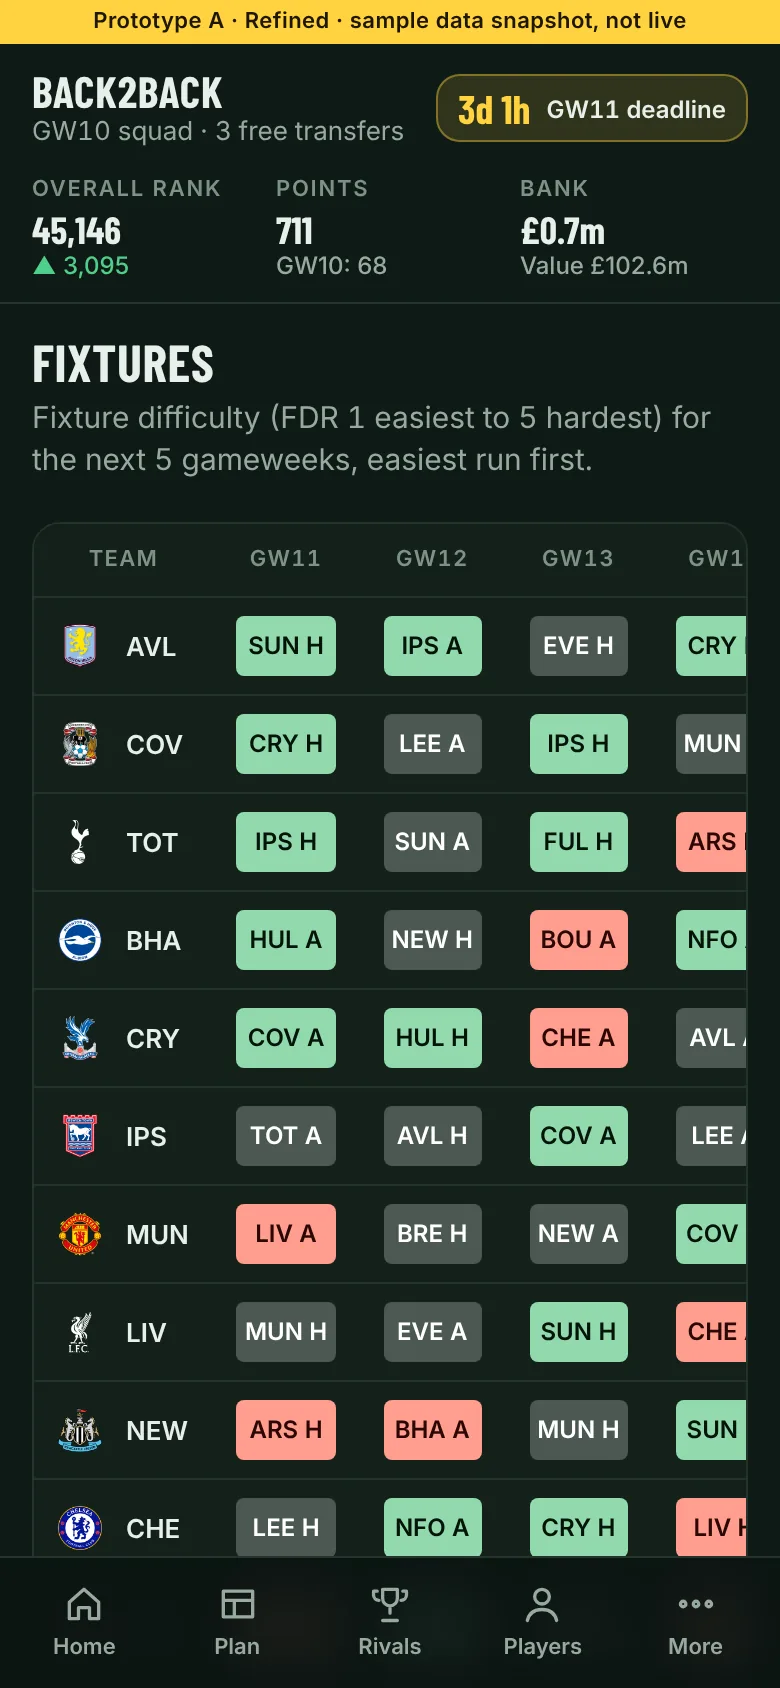 Prototype A · Refined · sample data snapshot, not live
BACK2BACK
GW10 squad · 3 free transfers
3d 1h GW11 deadline
OVERALL RANK POINTS BANK
45,146 711 £0.7m
▲ 3,095 GW10: 68 Value £102.6m
FIXTURES
Fixture difficulty (FDR 1 easiest to 5 hardest) for
the next 5 gameweeks, easiest run first.
TEAM GW11 GW12 GW13 GW1
AVL SUN H IPS A EVE H CRY
COV CRY H LEE A IPS H MUN
TOT IPS H SUN A FUL H ARS
BHA HUL A NEW H BOU A NFO
CRY COV A HUL H CHE A AVL
IPS TOT A AVL H COV A LEE
MUN LIV A BRE H NEW A COV
LIV MUN H EVE A SUN H CHE
NEW ARS H BHA A MUN H SUN
CHE LEE H NFO A CRY H LIV H
Home Plan Rivals Players More